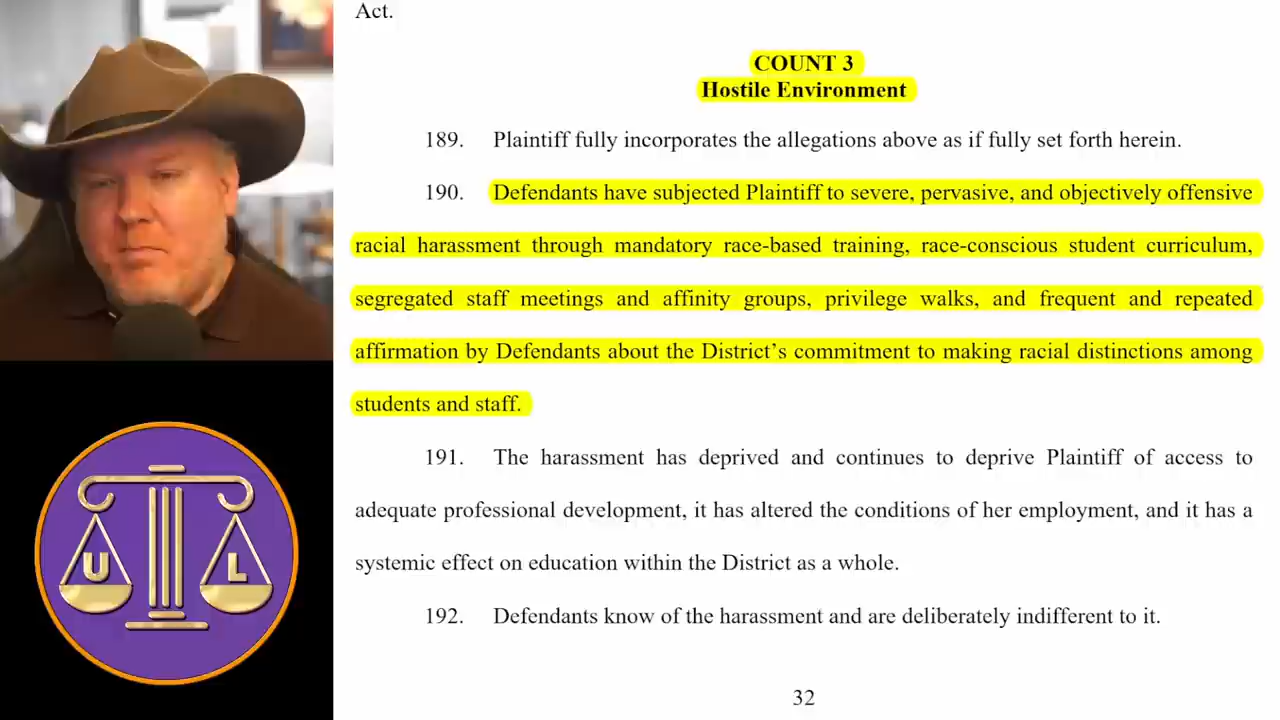 Act.
COUNT 3
Hostile Environment
189. Plaintiff fully incorporates the allegations above as if fully set forth herein.
190. Defendants have subjected Plaintiff to severe, pervasive, and objectively offensive
racial harassment through mandatory race-based training, race-conscious student curriculum,
segregated staff meetings and affinity groups, privilege walks, and frequent and repeated
affirmation by Defendants about the District’s commitment to making racial distinctions among
students and staff.
191. The harassment has deprived and continues to deprive Plaintiff of access to
adequate professional development, it has altered the conditions of her employment, and it has a
systemic effect on education within the District as a whole.
192. Defendants know of the harassment and are deliberately indifferent to it.
32
U L